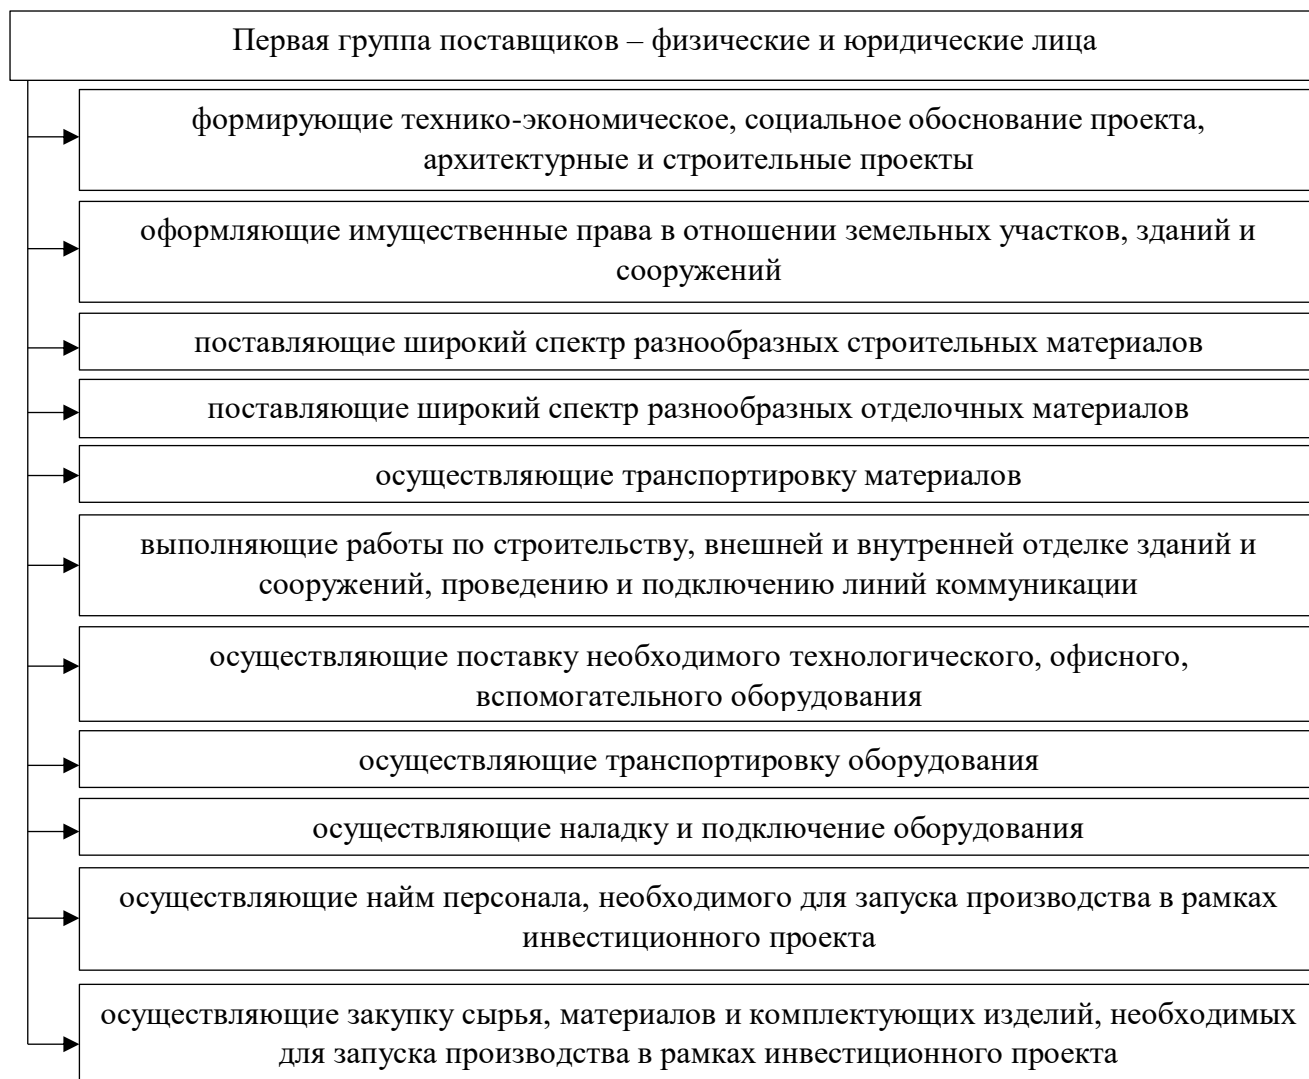 Первая группа поставщиков – физические и юридические лица
формирующие технико-экономическое, социальное обоснование проекта,
архитектурные и строительные проекты
оформляющие имущественные права в отношении земельных участков, зданий и
сооружений
поставляющие широкий спектр разнообразных строительных материалов
поставляющие широкий спектр разнообразных отделочных материалов
осуществляющие транспортировку материалов
выполняющие работы по строительству, внешней и внутренней отделке зданий и
сооружений, проведению и подключению линий коммуникации
осуществляющие поставку необходимого технологического, офисного,
вспомогательного оборудования
осуществляющие транспортировку оборудования
осуществляющие наладку и подключение оборудования
осуществляющие найм персонала, необходимого для запуска производства в рамках
инвестиционного проекта
осуществляющие закупку сырья, материалов и комплектующих изделий, необходимых
для запуска производства в рамках инвестиционного проекта